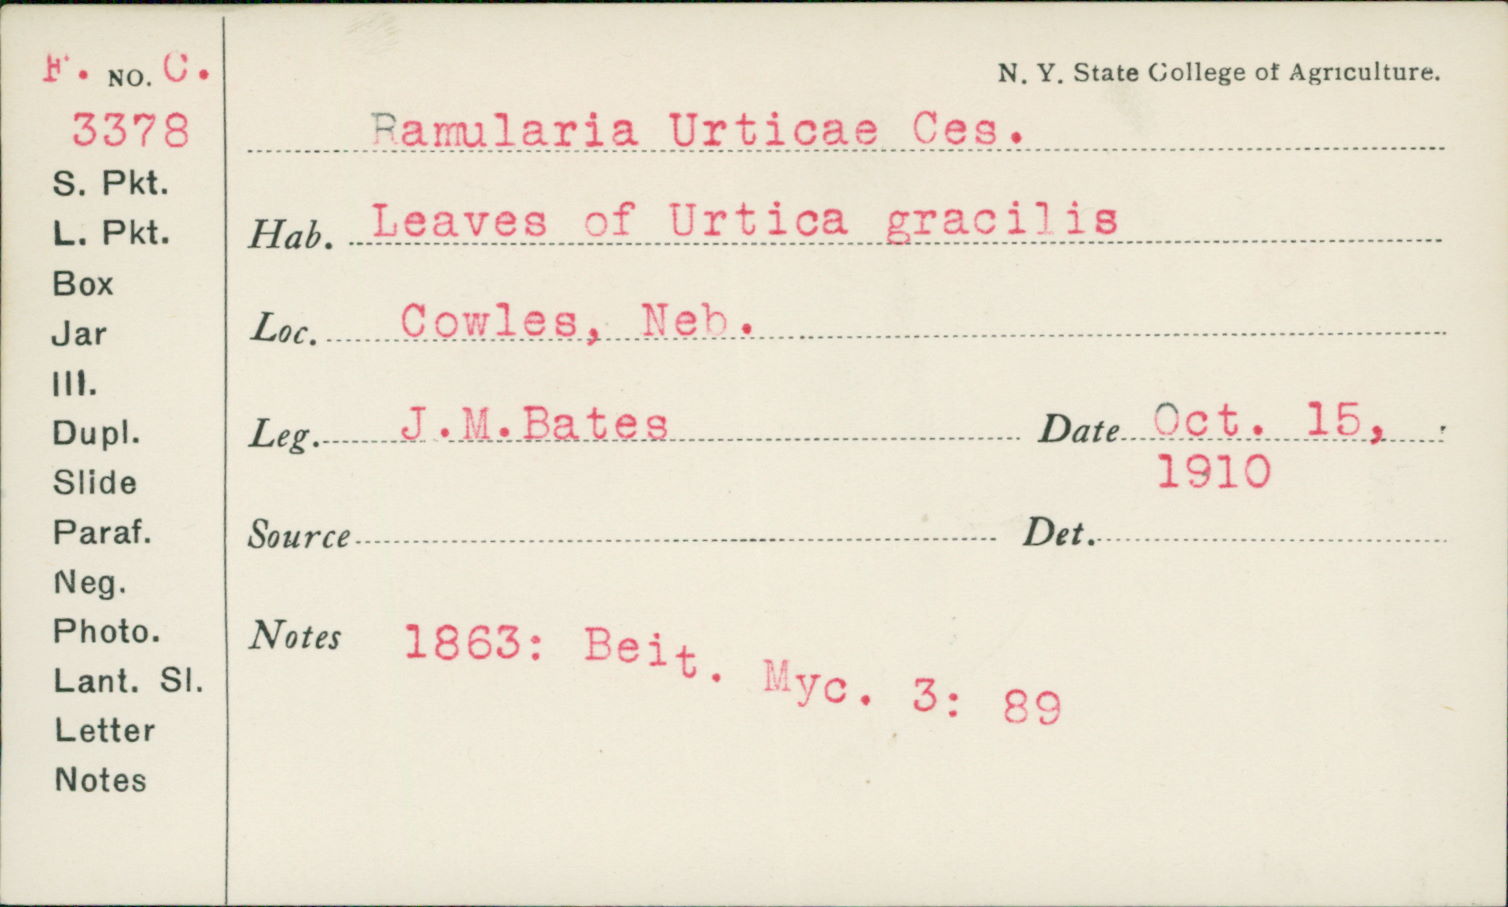 F. NO. C.
3378
S. Pkt.
L. Pkt.
Box
Jar
Ill.
Dupl.
Slide
Paraf.
Neg.
Photo.
Lant. Sl.
Letter
Notes
N. Y. State College of Agriculture.
Ramularia Urticae Ces.
Hab. Leaves of Urtica gracilis
Loc. Cowles, Neb.
Leg. J.M.Bates Date Oct. 15,
1910
Source Det.
Notes 1863: Beit. Myc. 3: 89